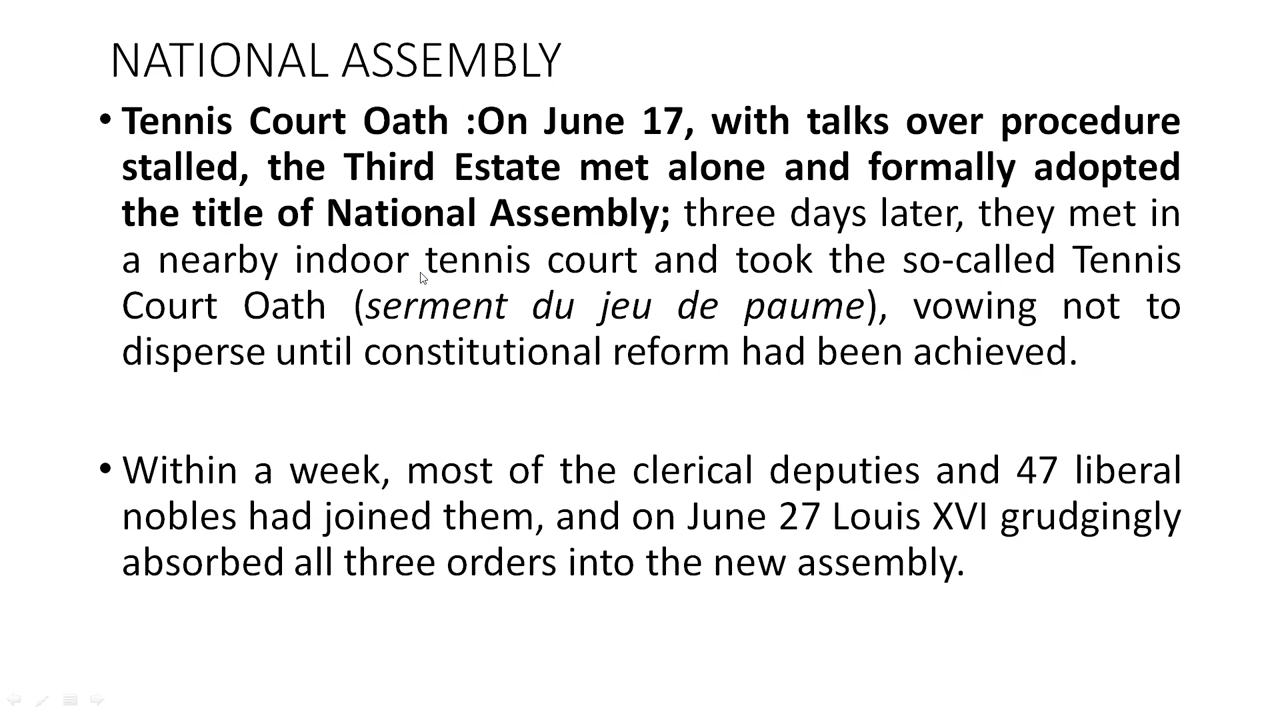 NATIONAL ASSEMBLY
• Tennis Court Oath :On June 17, with talks over procedure
stalled, the Third Estate met alone and formally adopted
the title of National Assembly; three days later, they met in
a nearby indoor tennis court and took the so-called Tennis
Court Oath (serment du jeu de paume), vowing not to
disperse until constitutional reform had been achieved.
• Within a week, most of the clerical deputies and 47 liberal
nobles had joined them, and on June 27 Louis XVI grudgingly
absorbed all three orders into the new assembly.